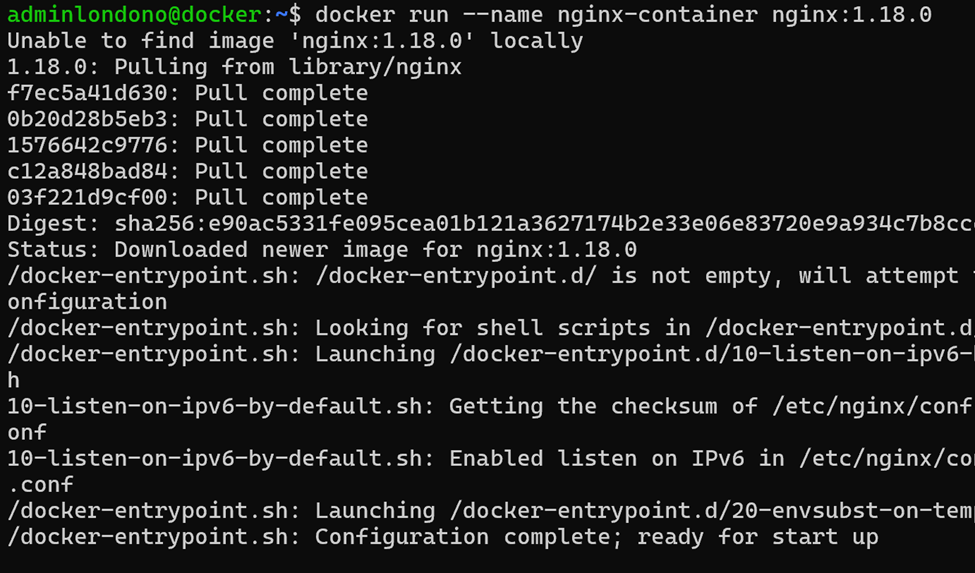 adminlondono@docker:~$ docker run --name nginx-container nginx:1.18.0
Unable to find image 'nginx:1.18.0' locally
1.18.0: Pulling from library/nginx
f7ec5a41d630: Pull complete
0b20d28b5eb3: Pull complete
1576642c9776: Pull complete
c12a848bad84: Pull complete
03f221d9cf00: Pull complete
Digest: sha256:e90ac5331fe095cea01b121a3627174b2e33e06e83720e9a934c7b8cc
Status: Downloaded newer image for nginx:1.18.0
/docker-entrypoint.sh: /docker-entrypoint.d/ is not empty, will attempt
onfiguration
/docker-entrypoint.sh: Looking for shell scripts in /docker-entrypoint.d
/docker-entrypoint.sh: Launching /docker-entrypoint.d/10-listen-on-ipv6-
h
10-listen-on-ipv6-by-default.sh: Getting the checksum of /etc/nginx/conf
onf
10-listen-on-ipv6-by-default.sh: Enabled listen on IPv6 in /etc/nginx/co
.conf
/docker-entrypoint.sh: Launching /docker-entrypoint.d/20-envsubst-on-tem
/docker-entrypoint.sh: Configuration complete; ready for start up